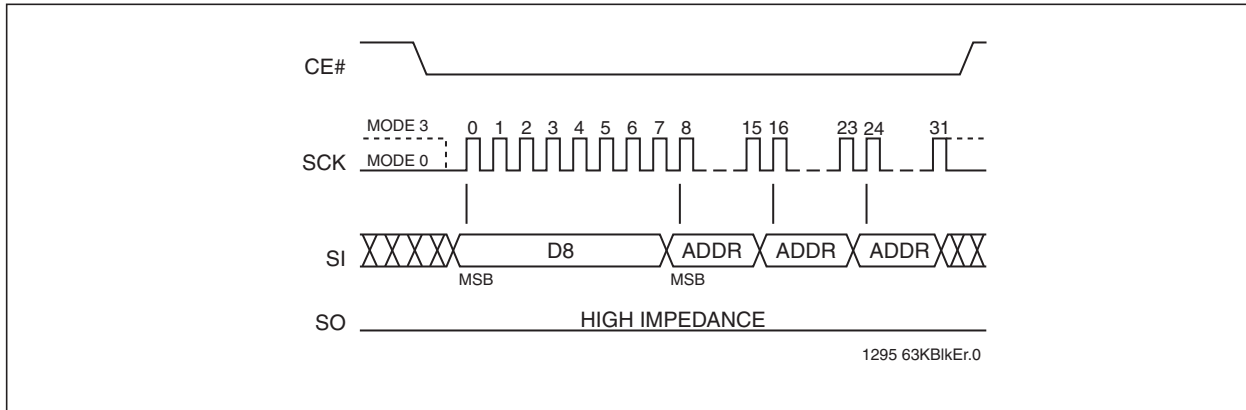 CE#
MODE 3
0 1 2 3 4 5 6 7 8 15 16 23 24 31
SCK
MODE 0
SI
D8 ADDR ADDR ADDR
MSB MSB
SO
HIGH IMPEDANCE
1295 63KBlkEr.0